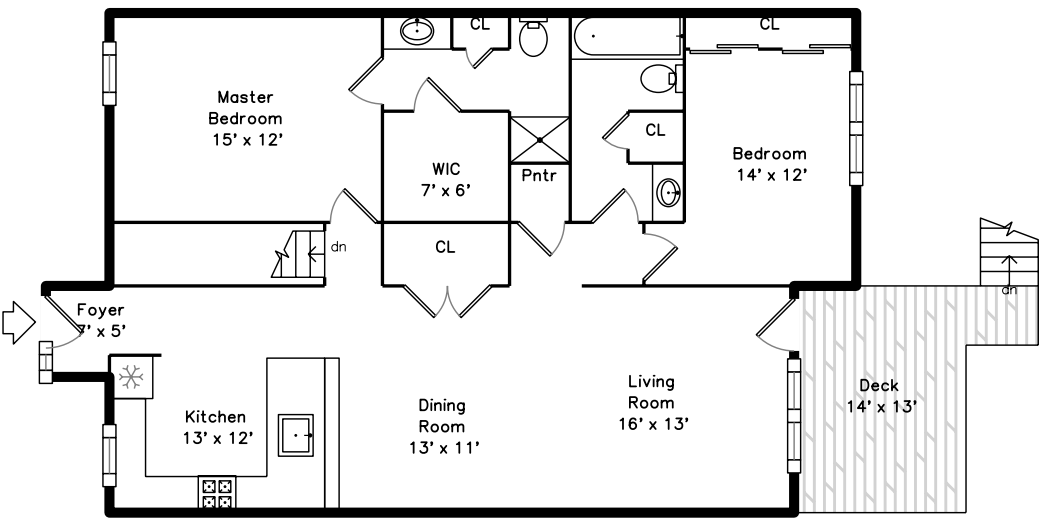 CL
CL
Master
Bedroom
15' x 12'
CL
Bedroom
14' x 12'
WIC
7' x 6'
Pntr
CL
dn
dn
Foyer
7' x 5'
Kitchen
13' x 12'
Dining
Room
13' x 11'
Living
Room
16' x 13'
Deck
14' x 13'